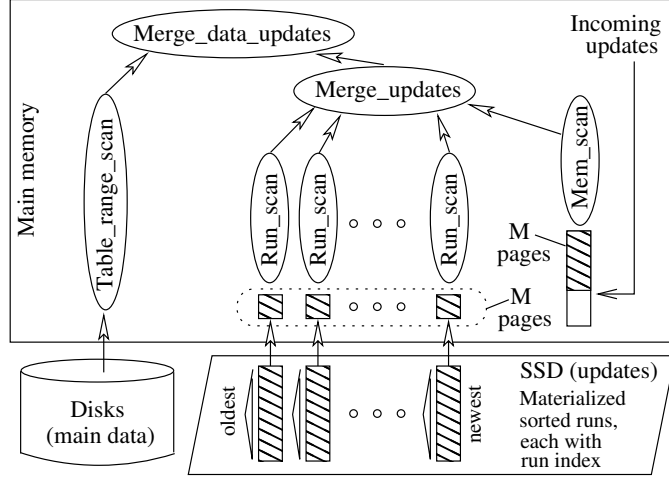 Merge_data_updates
Incoming
updates
Merge_updates
Main memory
Table_range_scan
Run_scan
Run_scan
Run_scan
Mem_scan
M
pages
M
pages
Disks
(main data)
oldest
newest
SSD (updates)
Materialized
sorted runs,
each with
run index